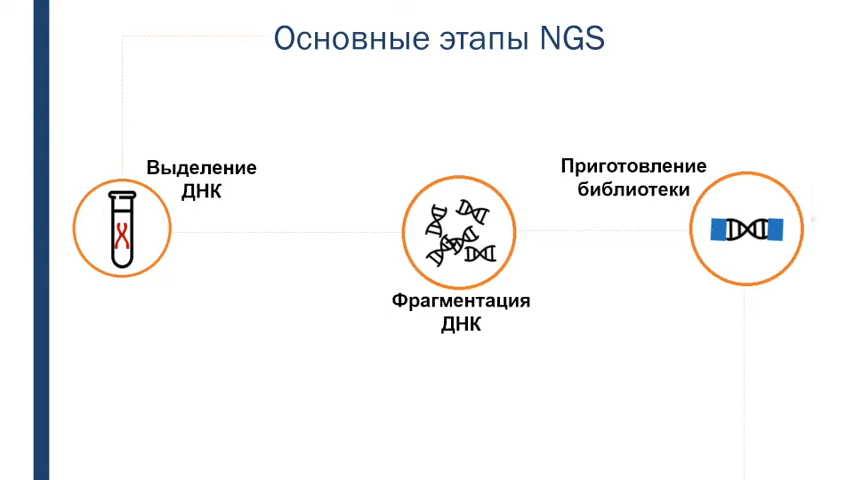 Основные этапы NGS
Выделение
ДНК
Фрагментация
ДНК
Приготовление
библиотеки